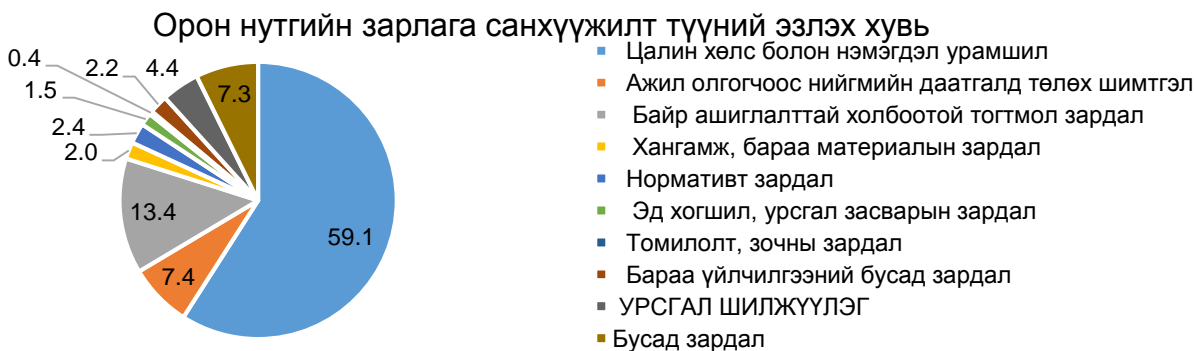 Орон нутгийн зарлага санхүүжилт түүний эзлэх хувь
0.4
2.2
4.4
7.3
1.5
2.4
2.0
13.4
7.4
59.1
Цалин хөлс болон нэмэгдэл урамшил
Ажил олгогчоос нийгмийн даатгалд төлөх шимтгэл
Байр ашиглалттай холбоотой тогтмол зардал
Хангамж, бараа материалын зардал
Нормативт зардал
Эд хогшил, урсгал засварын зардал
Томилолт, зочны зардал
Бараа үйлчилгээний бусад зардал
УРСГАЛ ШИЛЖҮҮЛЭГ
Бусад зардал